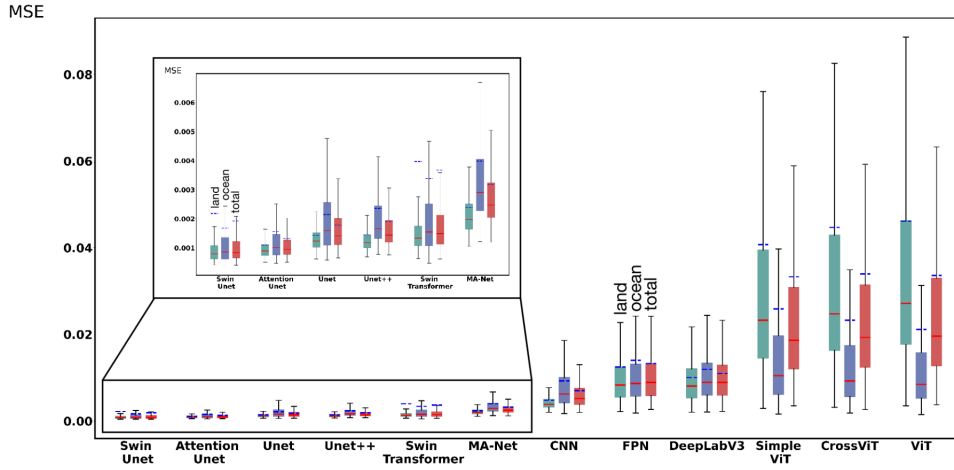 MSE
0.08
0.06
0.04
0.02
0.00
MSE
0.006
0.005
0.004
0.003
0.002
0.001
land
ocean
total
Swin
Unet
Attention
Unet
Unet
Unet++
Swin
Transformer
MA-Net
land
ocean
total
Swin
Unet
Attention
Unet
Unet
Unet++
Swin
Transformer
MA-Net
CNN
FPN
DeepLabV3
Simple
ViT
CrossViT
ViT